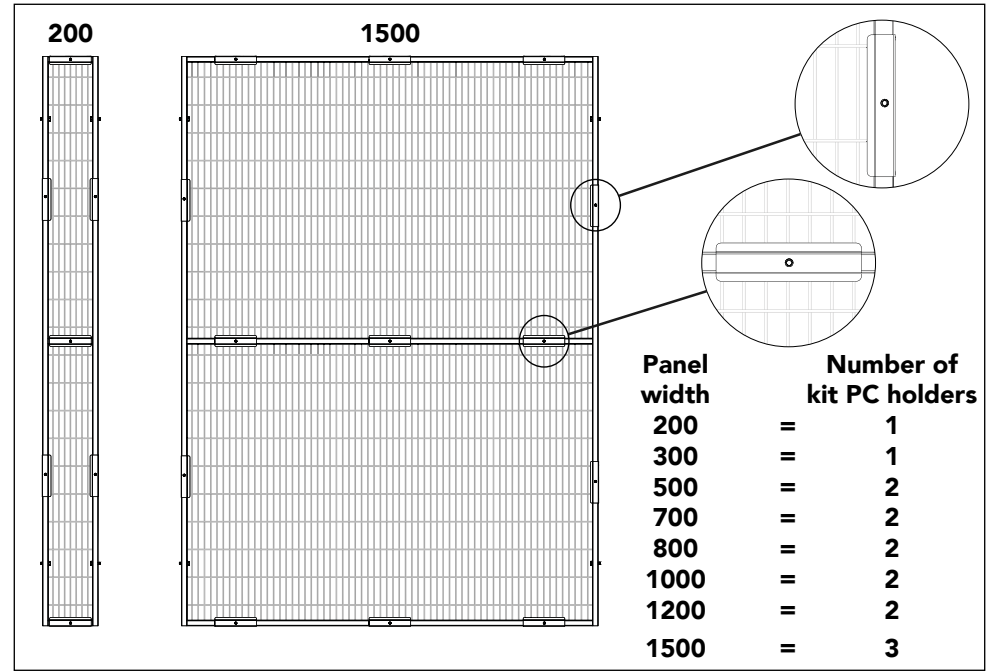 200
1500
Panel width
Number of kit PC holders
200 = 1
300 = 1
500 = 2
700 = 2
800 = 2
1000 = 2
1200 = 2
1500 = 3